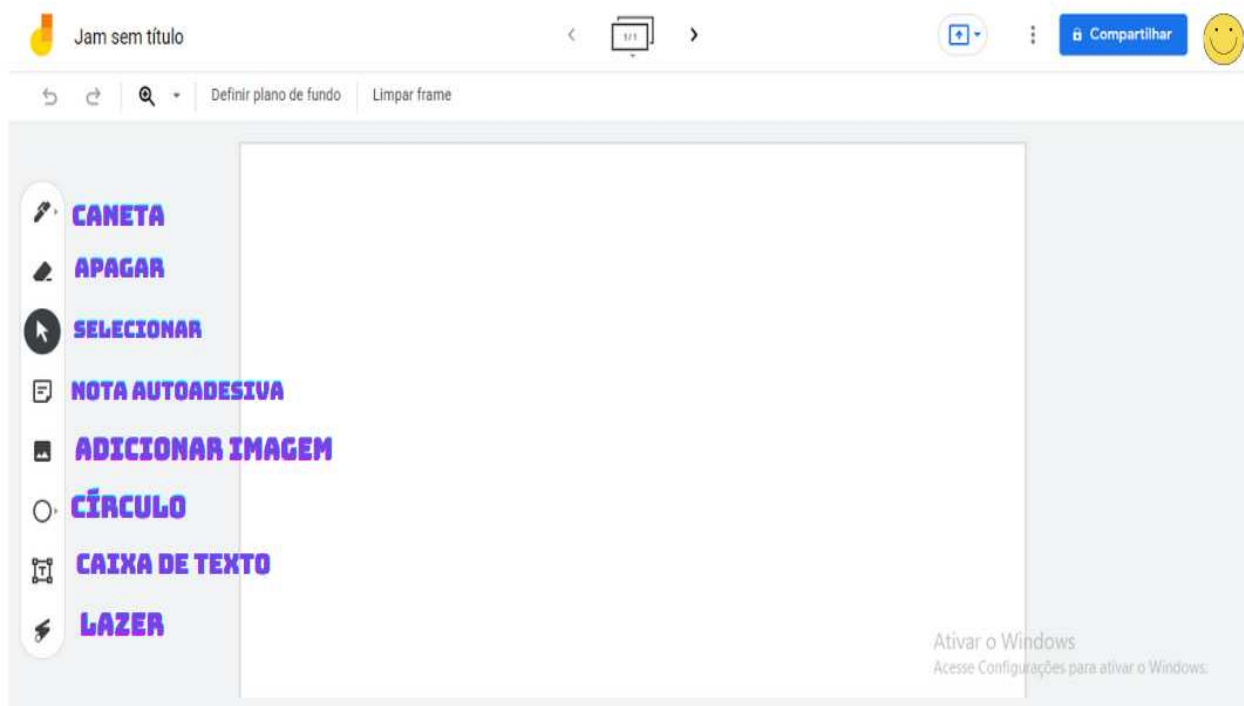 Jam sem título
1/1
Compartilhar
Definir plano de fundo
Limpar frame
CANETA
APAGAR
SELECIONAR
NOTA AUTOADESIVA
ADICIONAR IMAGEM
CÍRCULO
CAIXA DE TEXTO
LAZER
Ativar o Windows
Acesse Configurações para ativar o Windows.